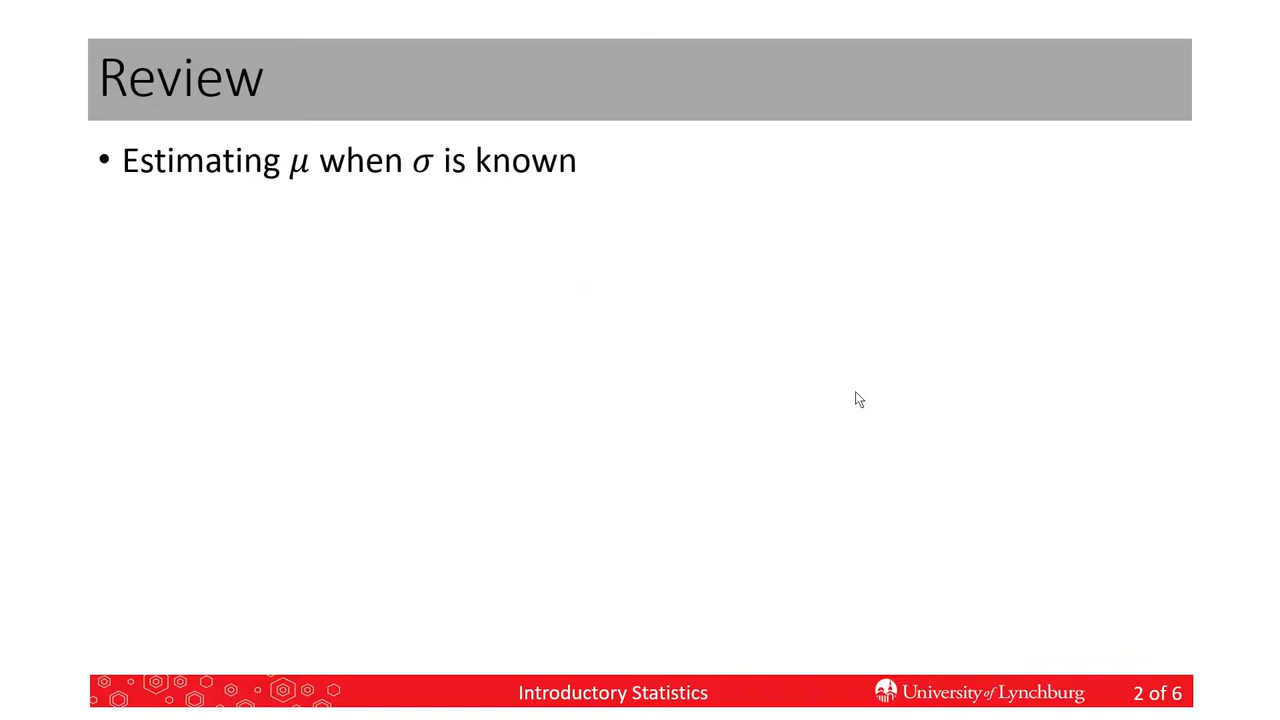 Review
• Estimating 𝜇 when 𝜎 is known
Introductory Statistics
University of Lynchburg
2 of 6